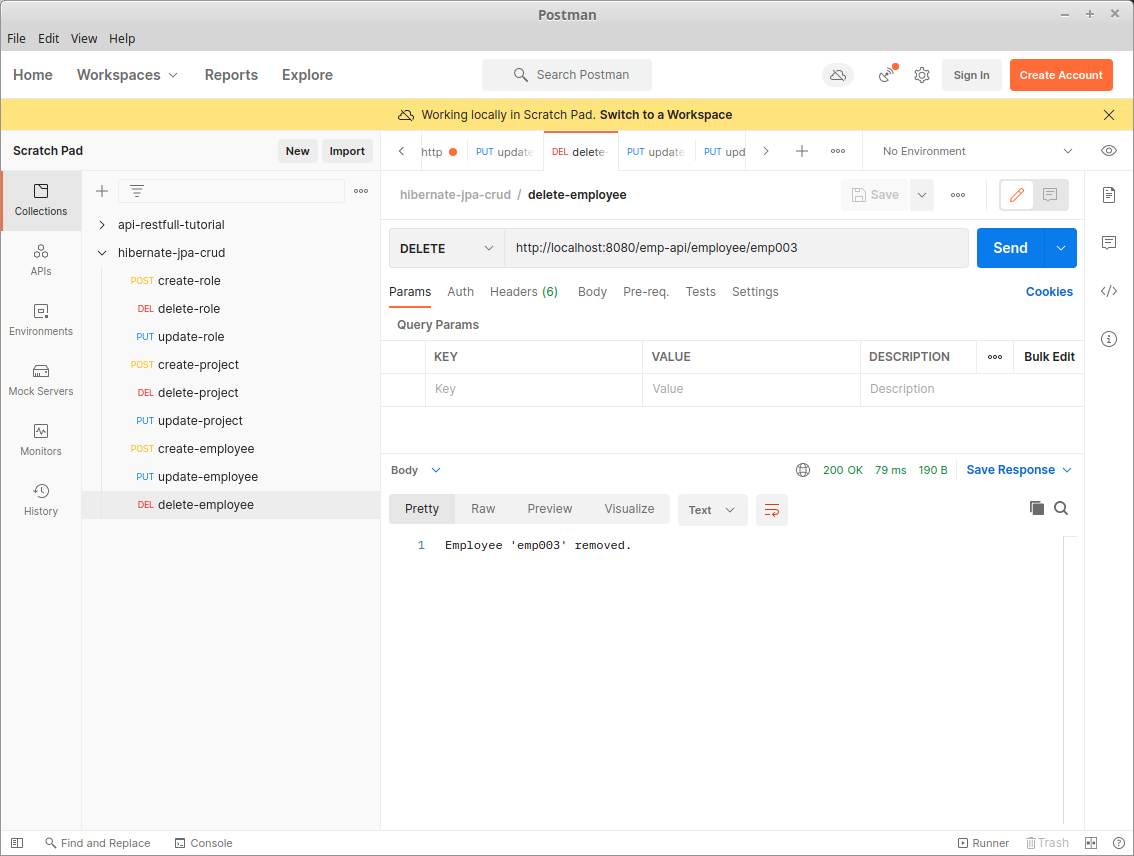 Postman
File Edit View Help
Home Workspaces Reports Explore Search Postman Sign In Create Account
Working locally in Scratch Pad. Switch to a Workspace
Scratch Pad New Import
http PUT update DEL delete PUT update PUT upd No Environment
hibernate-jpa-crud / delete-employee Save
Collections
APIs
Environments
Mock Servers
Monitors
History
api-restfull-tutorial
hibernate-jpa-crud
POST create-role
DEL delete-role
PUT update-role
POST create-project
DEL delete-project
PUT update-project
POST create-employee
PUT update-employee
DEL delete-employee
DELETE http://localhost:8080/emp-api/employee/emp003 Send
Params Auth Headers (6) Body Pre-req. Tests Settings Cookies
Query Params
KEY VALUE DESCRIPTION Bulk Edit
Key Value Description
Body 200 OK 79 ms 190 B Save Response
Pretty Raw Preview Visualize Text
1 Employee 'emp003' removed.
Find and Replace Console Runner Trash